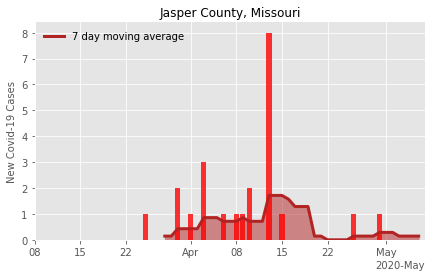 Jasper County, Missouri
7 day moving average
New Covid-19 Cases
8
7
6
5
4
3
2
1
0
08 15 22 Apr 08 15 22 May
2020-May